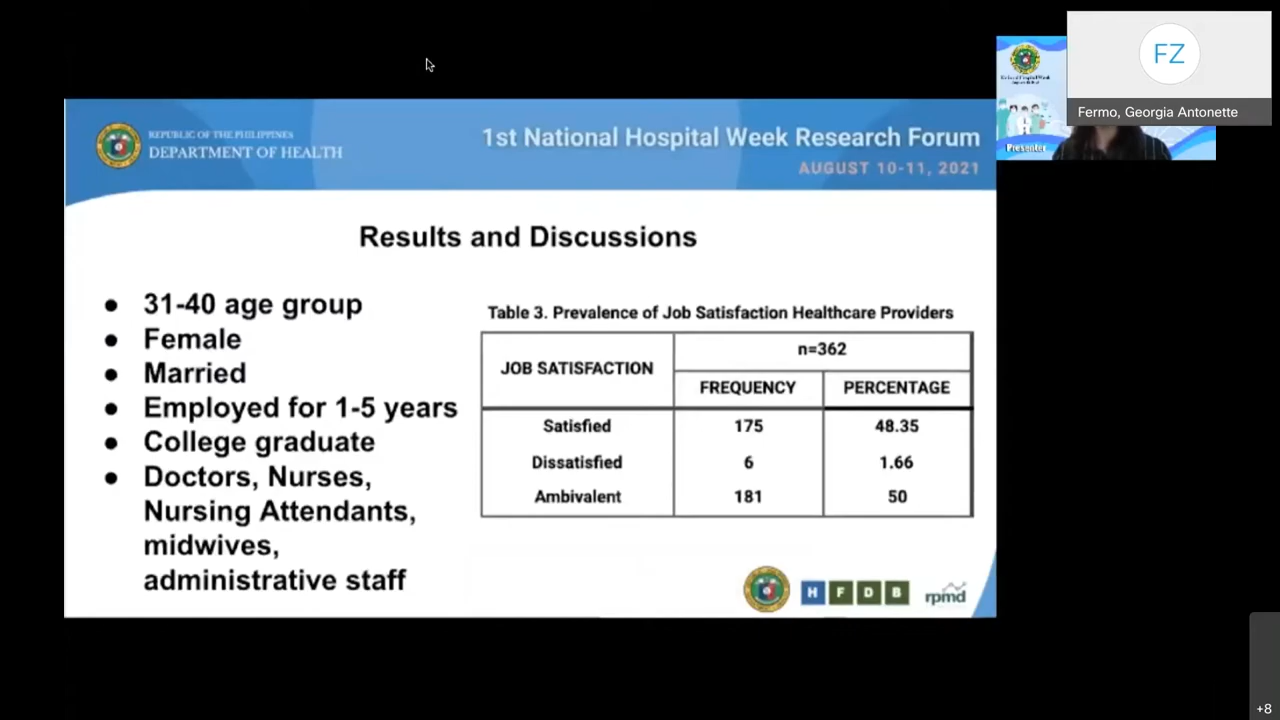 FZ
Fermo, Georgia Antonette
Presenter
REPUBLIC OF THE PHILIPPINES
DEPARTMENT OF HEALTH
1st National Hospital Week Research Forum
AUGUST 10-11, 2021
Results and Discussions
● 31-40 age group
● Female
● Married
● Employed for 1-5 years
● College graduate
● Doctors, Nurses,
Nursing Attendants,
midwives,
administrative staff
Table 3. Prevalence of Job Satisfaction Healthcare Providers
JOB SATISFACTION
n=362
FREQUENCY PERCENTAGE
Satisfied 175 48.35
Dissatisfied 6 1.66
Ambivalent 181 50
H F D B
rpmd
+8